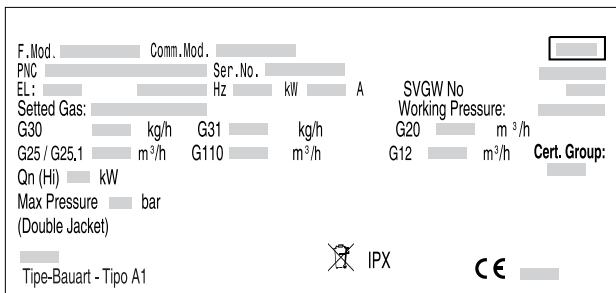 F.Mod. Comm.Mod.
PNC Ser.No.
EL: Hz kW A SVGW No
Setted Gas: Working Pressure:
G30 kg/h G31 kg/h G20 m³/h
G25 / G25.1 m³/h G110 m³/h G12 m³/h Cert. Group:
Qn (Hi) kW
Max Pressure bar
(Double Jacket)
IPX CE
Tipe-Bauart - Tipo A1